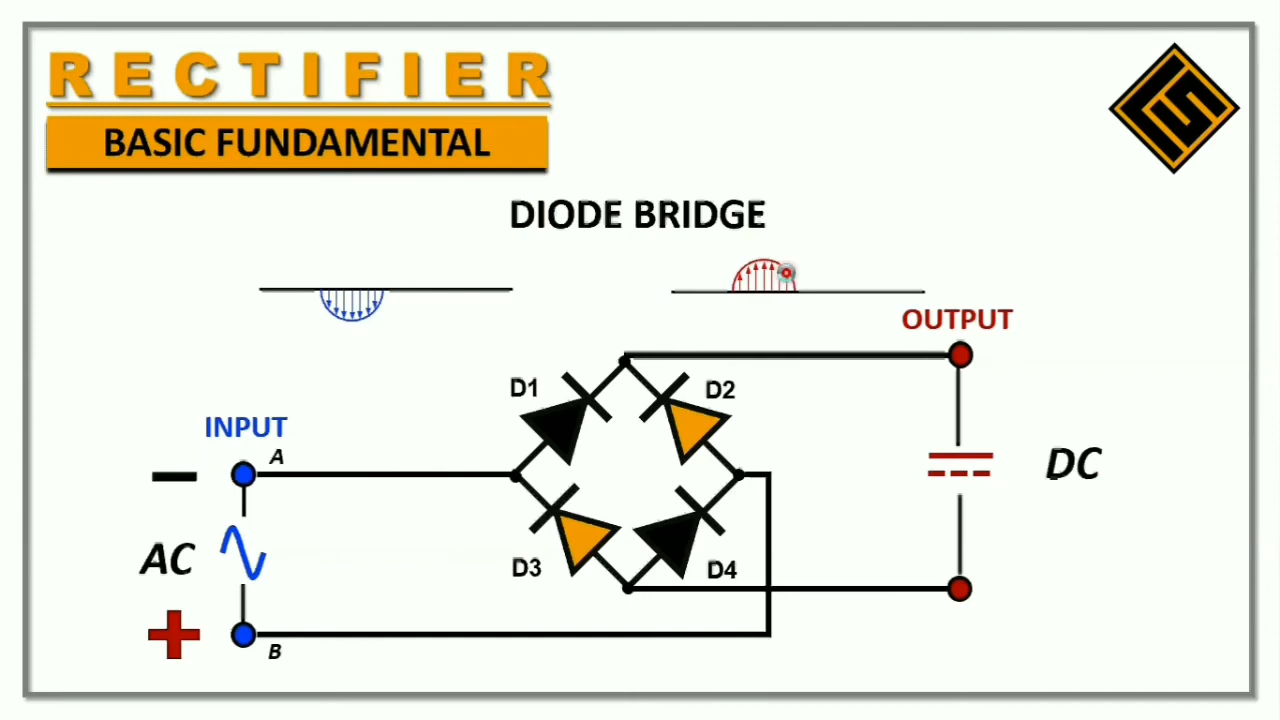 RECTIFIER
BASIC FUNDAMENTAL
DIODE BRIDGE
OUTPUT
D1
D2
INPUT
A
DC
AC
D3
D4
B